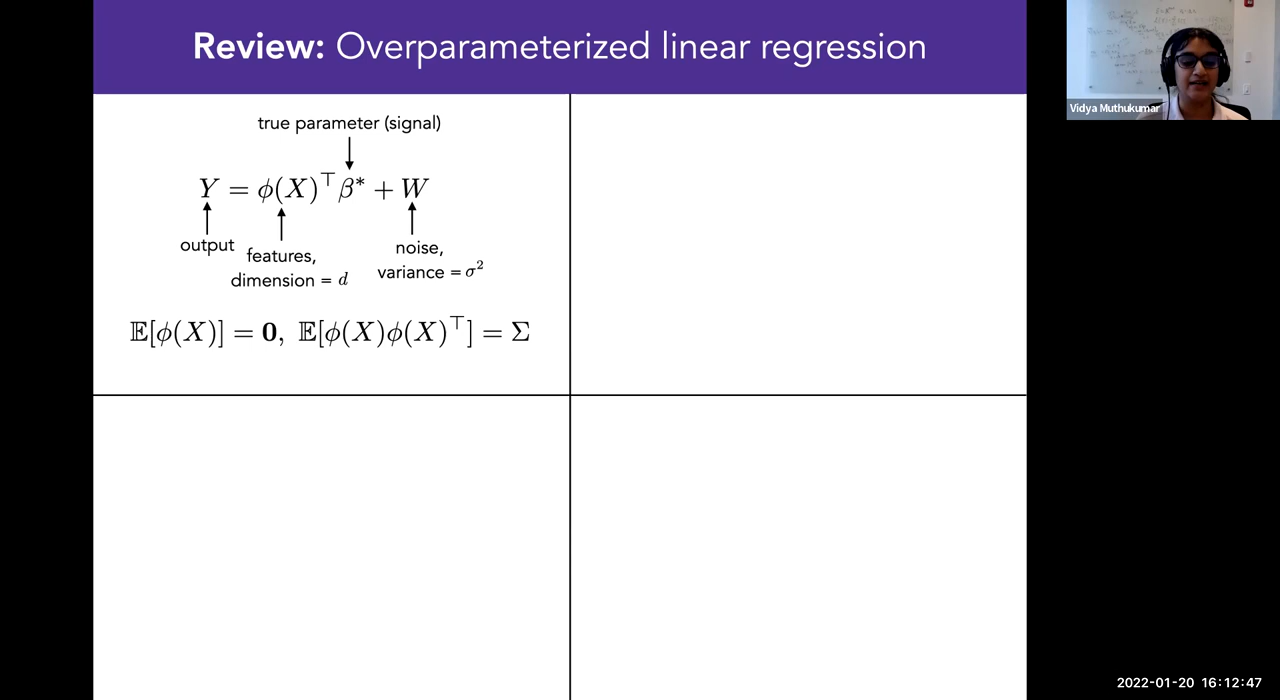 Review: Overparameterized linear regression
Vidya Muthukumar
true parameter (signal)
Y = ϕ(X)^⊤ β* + W
output
features,
dimension = d
noise,
variance = σ²
𝔼[ϕ(X)] = 𝟎, 𝔼[ϕ(X)ϕ(X)^⊤] = Σ
2022-01-20 16:12:47